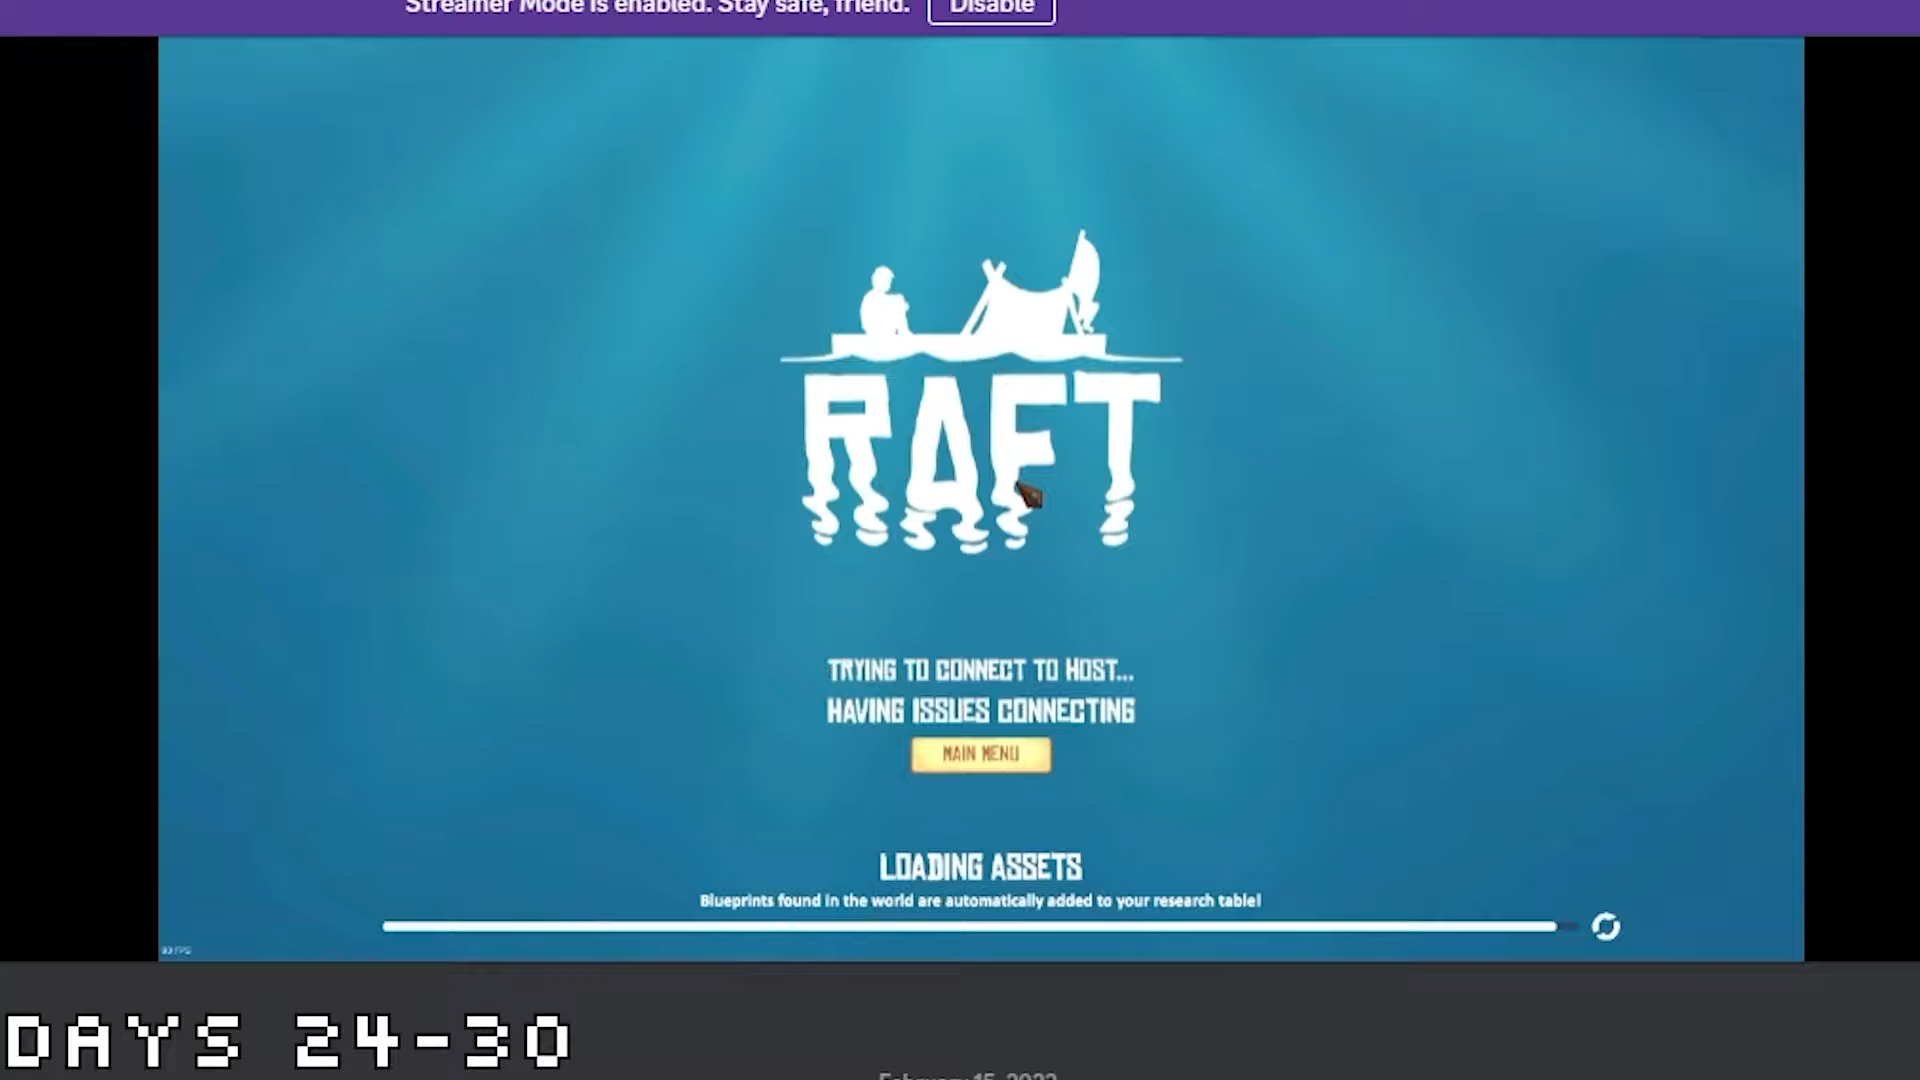 Streamer Mode is enabled. Stay safe, friend. Disable
RAFT
TRYING TO CONNECT TO HOST...
HAVING ISSUES CONNECTING
MAIN MENU
LOADING ASSETS
Blueprints found in the world are automatically added to your research table!
DAYS 24-30